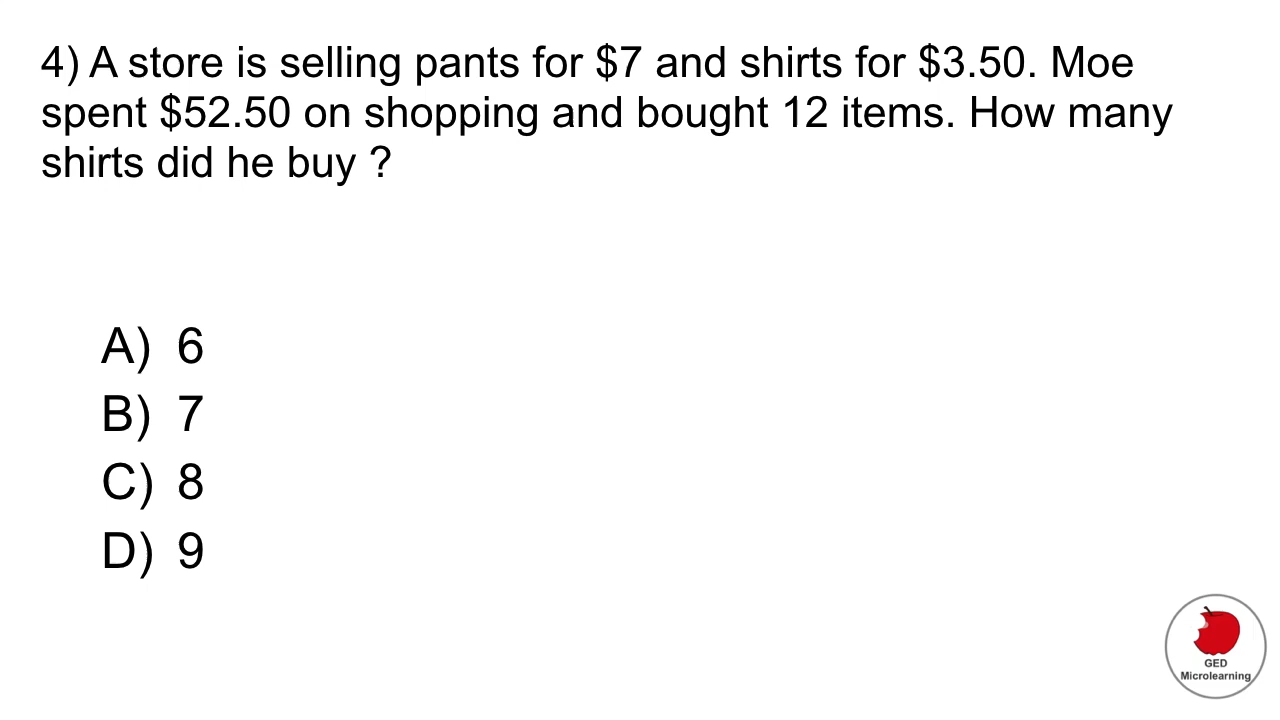 4) A store is selling pants for $7 and shirts for $3.50. Moe
spent $52.50 on shopping and bought 12 items. How many
shirts did he buy ?
A) 6
B) 7
C) 8
D) 9
GED
Microlearning